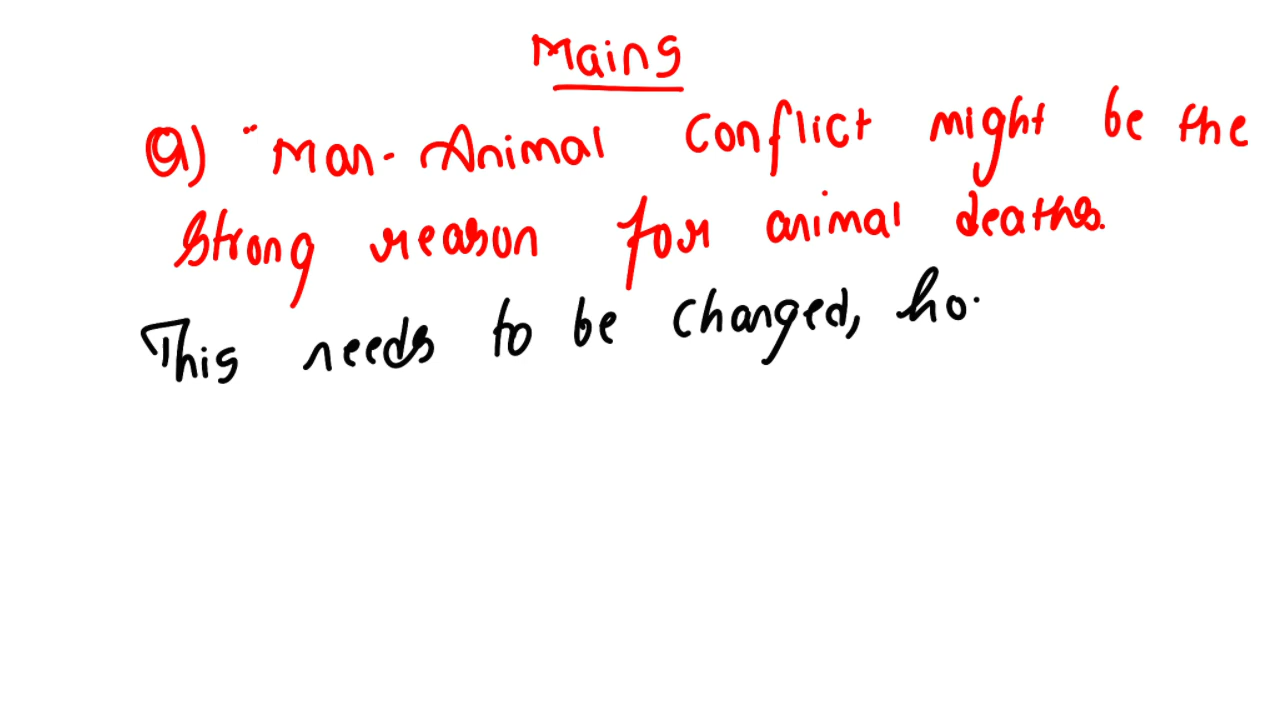 Mains
Q) "Man-Animal conflict might be the
strong reason for animal deaths.
This needs to be changed, ho